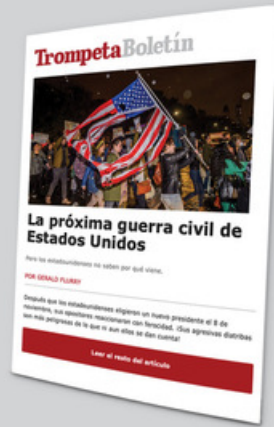 TrompetaBoletín
La próxima guerra civil de
Estados Unidos
Pero los estadounidenses no saben por qué viene.
POR GERALD FLURRY
Después que los estadounidenses eligieron un nuevo presidente el 8 de
noviembre, sus opositores reaccionaron con ferocidad. ¡Sus agresivas diatribas
son más peligrosas de lo que ni aun ellos se dan cuenta!
Leer el resto del artículo